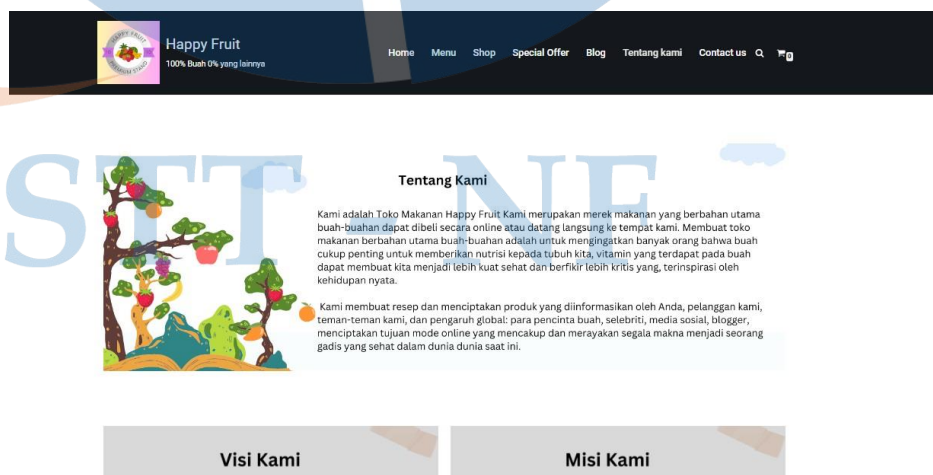 HAPPY FRUIT
Happy Fruit
100% Buah 0% yang lainnya
Home Menu Shop Special Offer Blog Tentang kami Contact us 0
STT - NF
Tentang Kami
Kami adalah Toko Makanan Happy Fruit Kami merupakan merek makanan yang berbahan utama
buah-buahan dapat dibeli secara online atau datang langsung ke tempat kami. Membuat toko
makanan berbahan utama buah-buahan adalah untuk mengingatkan banyak orang bahwa buah
cukup penting untuk memberikan nutrisi kepada tubuh kita, vitamin yang terdapat pada buah
dapat membuat kita menjadi lebih kuat sehat dan berfikir lebih kritis yang, terinspirasi oleh
kehidupan nyata.
Kami membuat resep dan menciptakan produk yang diinformasikan oleh Anda, pelanggan kami,
teman-teman kami, dan pengaruh global: para pencinta buah, selebriti, media sosial, blogger,
menciptakan tujuan mode online yang mencakup dan merayakan segala makna menjadi seorang
gadis yang sehat dalam dunia dunia saat ini.
Visi Kami
Misi Kami